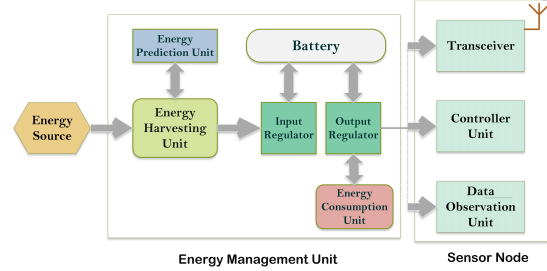 Energy
Prediction Unit
Battery
Transceiver
Energy
Source
Energy
Harvesting
Unit
Input
Regulator
Output
Regulator
Controller
Unit
Energy
Consumption
Unit
Data
Observation
Unit
Energy Management Unit
Sensor Node